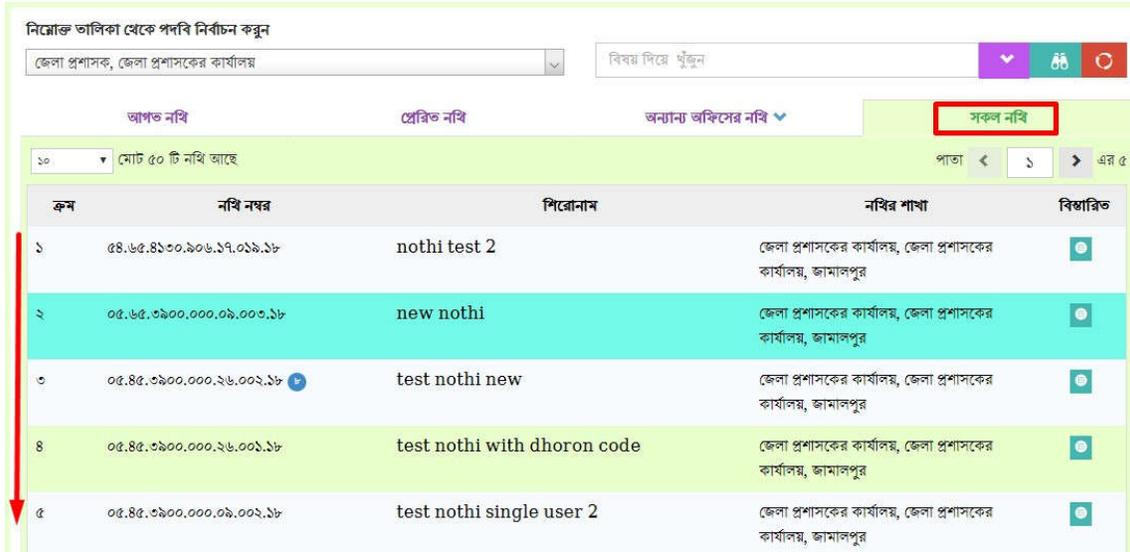 নিম্নোক্ত তালিকা থেকে পদবি নির্বাচন করুন
জেলা প্রশাসক, জেলা প্রশাসকের কার্যালয়
বিষয় দিয়ে খুঁজুন
আগত নথি প্রেরিত নথি অন্যান্য অফিসের নথি সকল নথি
১০ মোট ৫০ টি নথি আছে পাতা ১ এর ৫
ক্রম নথি নম্বর শিরোনাম নথির শাখা বিস্তারিত
১ ৫৪.৬৫.৪১৩০.৯০৬.১৭.০১৯.১৮ nothi test 2 জেলা প্রশাসকের কার্যালয়, জেলা প্রশাসকের
কার্যালয়, জামালপুর
২ ০৫.৬৫.৩৯০০.০০০.০৯.০০৩.১৮ new nothi জেলা প্রশাসকের কার্যালয়, জেলা প্রশাসকের
কার্যালয়, জামালপুর
৩ ০৫.৪৫.৩৯০০.০০০.২৬.০০২.১৮ ৮ test nothi new জেলা প্রশাসকের কার্যালয়, জেলা প্রশাসকের
কার্যালয়, জামালপুর
৪ ০৫.৪৫.৩৯০০.০০০.২৬.০০১.১৮ test nothi with dhoron code জেলা প্রশাসকের কার্যালয়, জেলা প্রশাসকের
কার্যালয়, জামালপুর
৫ ০৫.৪৫.৩৯০০.০০০.০৯.০০২.১৮ test nothi single user 2 জেলা প্রশাসকের কার্যালয়, জেলা প্রশাসকের
কার্যালয়, জামালপুর